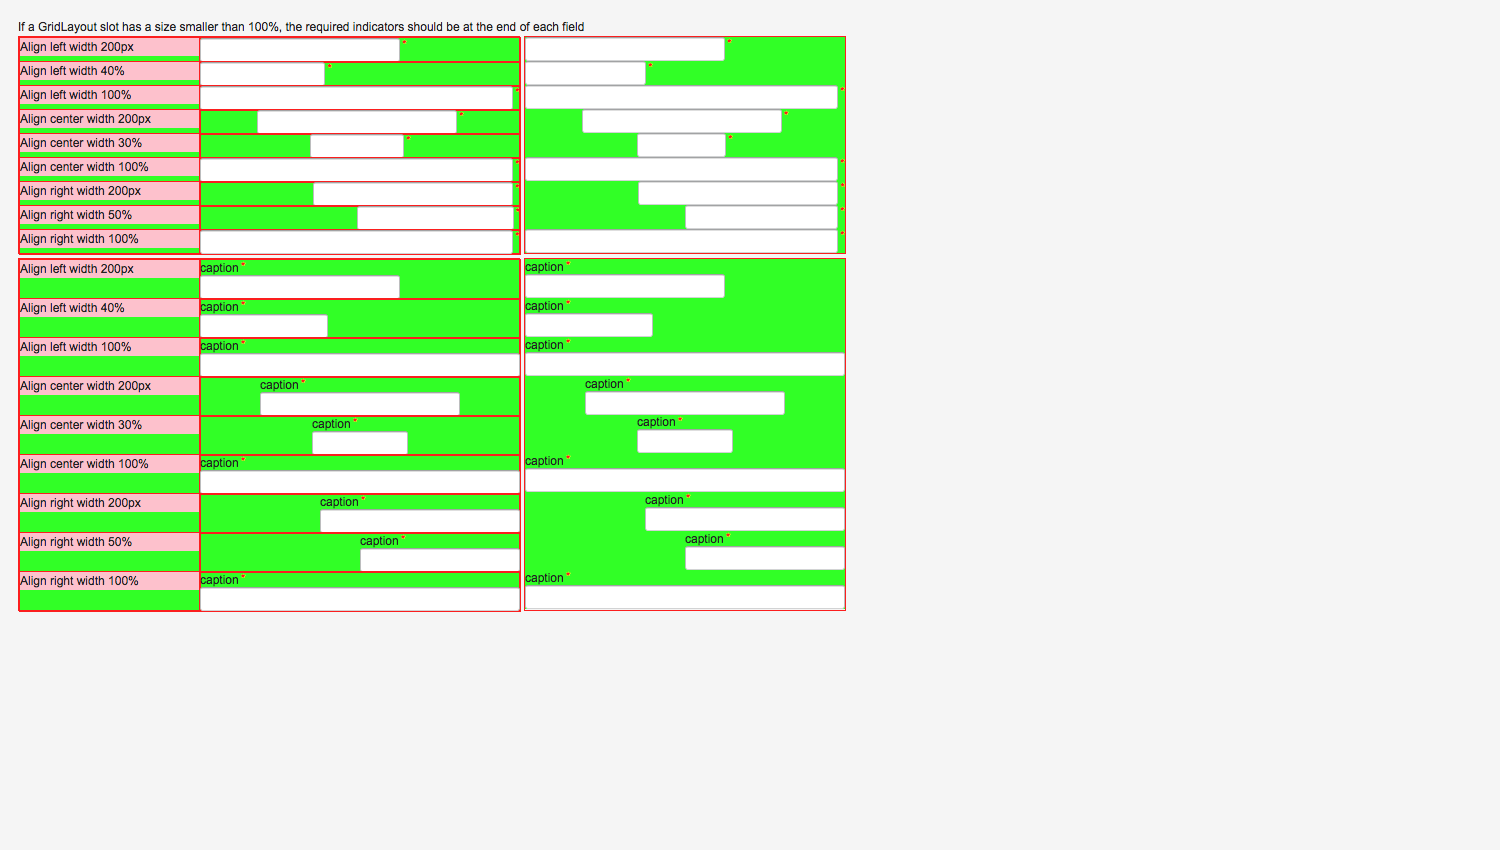 If a GridLayout slot has a size smaller than 100%, the required indicators should be at the end of each field
Align left width 200px * *
Align left width 40% * *
Align left width 100% * *
Align center width 200px * *
Align center width 30% * *
Align center width 100% * *
Align right width 200px * *
Align right width 50% * *
Align right width 100% * *
Align left width 200px caption * caption *
Align left width 40% caption * caption *
Align left width 100% caption * caption *
Align center width 200px caption * caption *
Align center width 30% caption * caption *
Align center width 100% caption * caption *
Align right width 200px caption * caption *
Align right width 50% caption * caption *
Align right width 100% caption * caption *